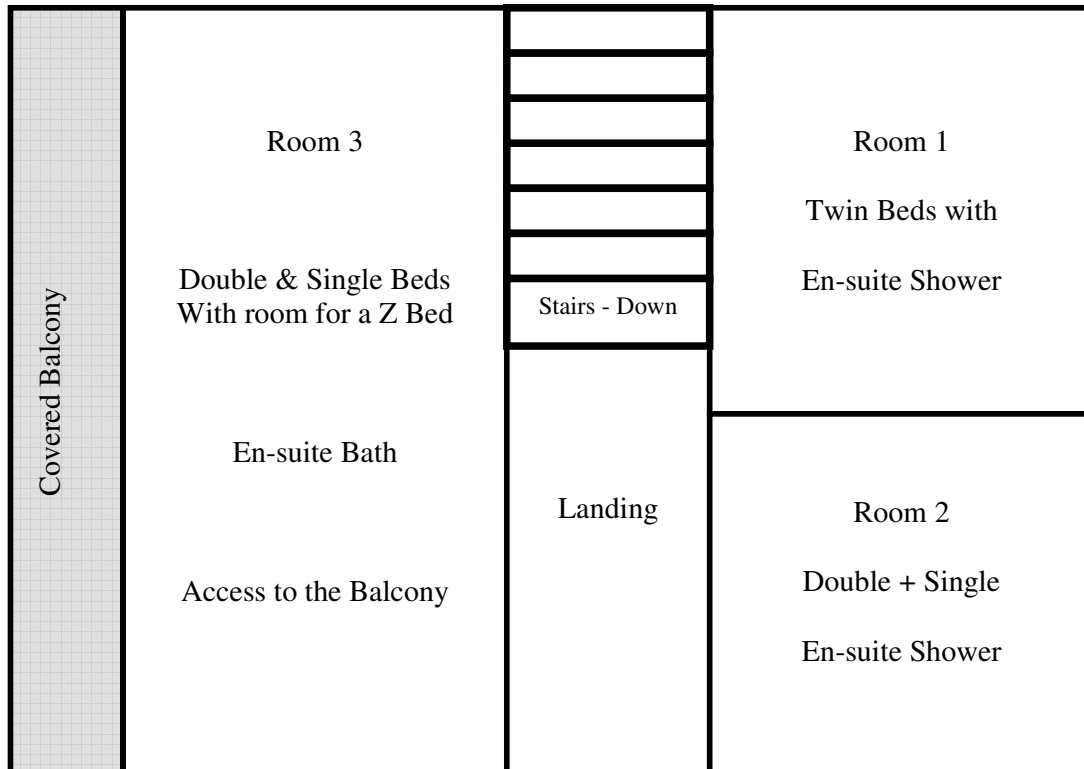 Covered Balcony
Room 3
Double & Single Beds
With room for a Z Bed
En-suite Bath
Access to the Balcony
Stairs - Down
Landing
Room 1
Twin Beds with
En-suite Shower
Room 2
Double + Single
En-suite Shower